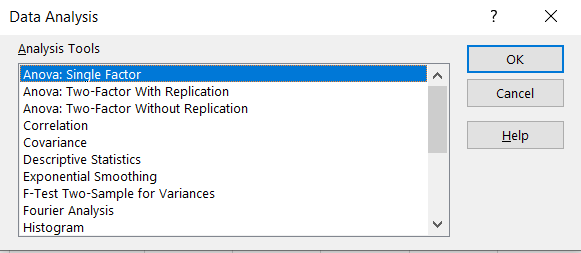 Data Analysis
?
Analysis Tools
Anova: Single Factor
Anova: Two-Factor With Replication
Anova: Two-Factor Without Replication
Correlation
Covariance
Descriptive Statistics
Exponential Smoothing
F-Test Two-Sample for Variances
Fourier Analysis
Histogram
OK
Cancel
Help